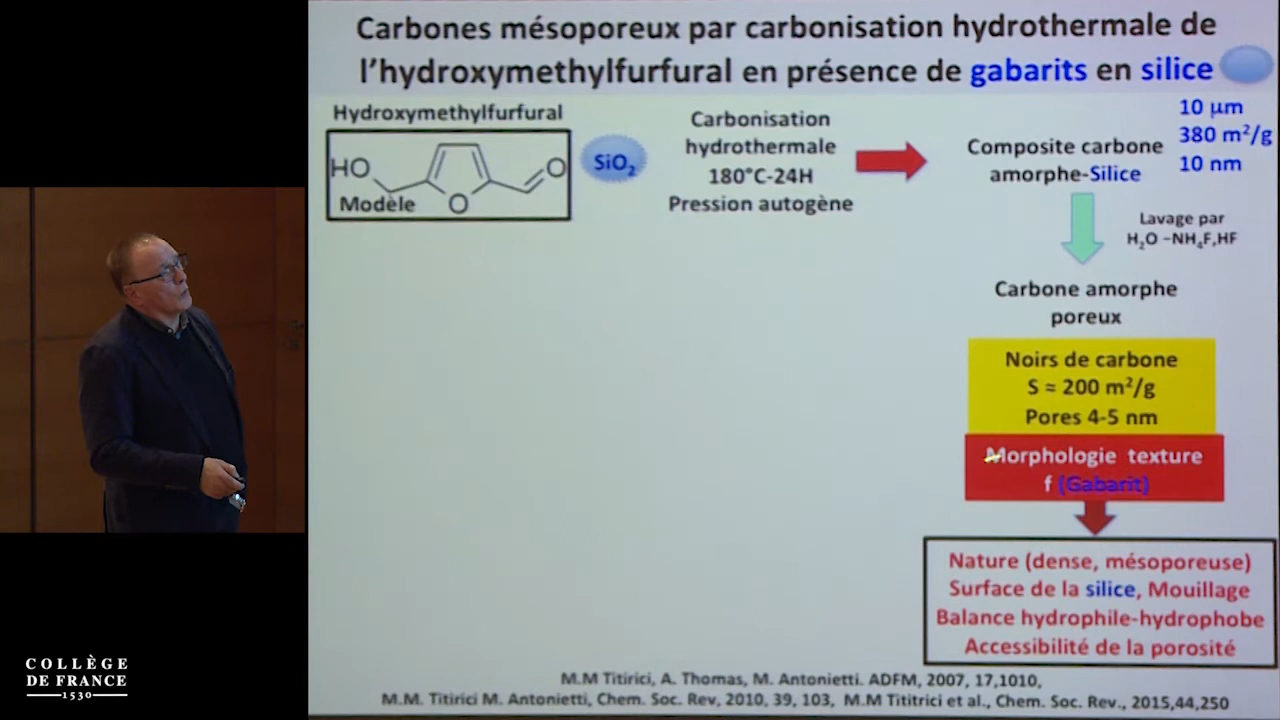 Carbones mésoporeux par carbonisation hydrothermale de
l'hydroxymethylfurfural en présence de gabarits en silice
Hydroxymethylfurfural
HO
O
O
Modèle
SiO₂
Carbonisation
hydrothermale
180°C-24H
Pression autogène
Composite carbone
amorphe-Silice
10 µm
380 m²/g
10 nm
Lavage par
H₂O –NH₄F,HF
Carbone amorphe
poreux
Noirs de carbone
S ≈ 200 m²/g
Pores 4-5 nm
Morphologie texture
f (Gabarit)
Nature (dense, mésoporeuse)
Surface de la silice, Mouillage
Balance hydrophile-hydrophobe
Accessibilité de la porosité
M.M Titirici, A. Thomas, M. Antonietti. ADFM, 2007, 17,1010,
M.M. Titirici M. Antonietti, Chem. Soc. Rev, 2010, 39, 103, M.M Tititrici et al., Chem. Soc. Rev., 2015,44,250
COLLÈGE
DE FRANCE
1530